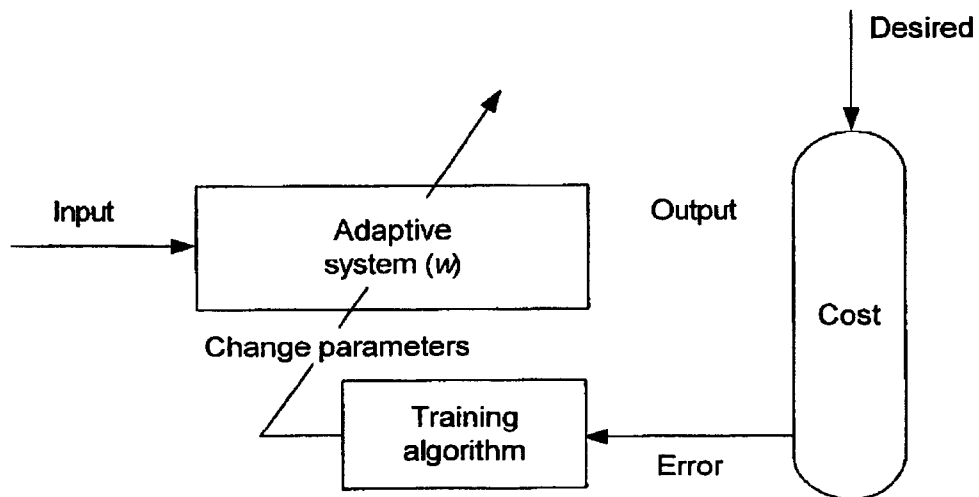 Desired
Input
Adaptive
system (w)
Output
Cost
Change parameters
Training
algorithm
Error